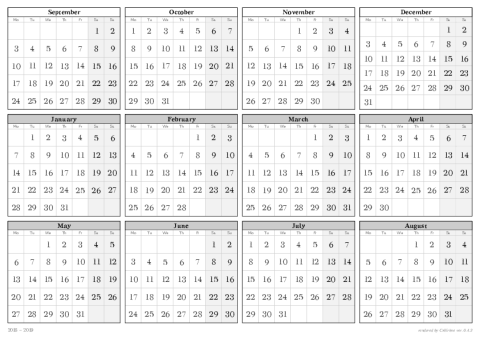 September
Mo Tu We Th Fr Sa Su
1 2
3 4 5 6 7 8 9
10 11 12 13 14 15 16
17 18 19 20 21 22 23
24 25 26 27 28 29 30
October
Mo Tu We Th Fr Sa Su
1 2 3 4 5 6 7
8 9 10 11 12 13 14
15 16 17 18 19 20 21
22 23 24 25 26 27 28
29 30 31
November
Mo Tu We Th Fr Sa Su
1 2 3 4
5 6 7 8 9 10 11
12 13 14 15 16 17 18
19 20 21 22 23 24 25
26 27 28 29 30
December
Mo Tu We Th Fr Sa Su
1 2
3 4 5 6 7 8 9
10 11 12 13 14 15 16
17 18 19 20 21 22 23
24 25 26 27 28 29 30
31
January
Mo Tu We Th Fr Sa Su
1 2 3 4 5 6
7 8 9 10 11 12 13
14 15 16 17 18 19 20
21 22 23 24 25 26 27
28 29 30 31
February
Mo Tu We Th Fr Sa Su
1 2 3
4 5 6 7 8 9 10
11 12 13 14 15 16 17
18 19 20 21 22 23 24
25 26 27 28
March
Mo Tu We Th Fr Sa Su
1 2 3
4 5 6 7 8 9 10
11 12 13 14 15 16 17
18 19 20 21 22 23 24
25 26 27 28 29 30 31
April
Mo Tu We Th Fr Sa Su
1 2 3 4 5 6 7
8 9 10 11 12 13 14
15 16 17 18 19 20 21
22 23 24 25 26 27 28
29 30
May
Mo Tu We Th Fr Sa Su
1 2 3 4 5
6 7 8 9 10 11 12
13 14 15 16 17 18 19
20 21 22 23 24 25 26
27 28 29 30 31
June
Mo Tu We Th Fr Sa Su
1 2
3 4 5 6 7 8 9
10 11 12 13 14 15 16
17 18 19 20 21 22 23
24 25 26 27 28 29 30
July
Mo Tu We Th Fr Sa Su
1 2 3 4 5 6 7
8 9 10 11 12 13 14
15 16 17 18 19 20 21
22 23 24 25 26 27 28
29 30 31
August
Mo Tu We Th Fr Sa Su
1 2 3 4
5 6 7 8 9 10 11
12 13 14 15 16 17 18
19 20 21 22 23 24 25
26 27 28 29 30 31
2018 - 2019